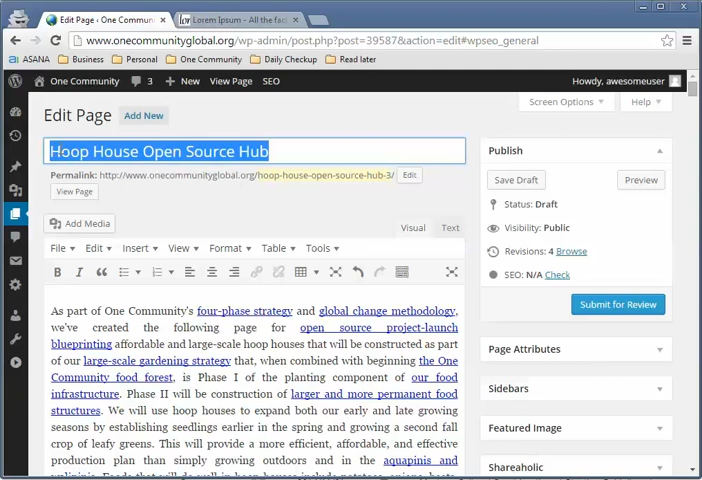 Edit Page ‹ One Commun
Lorem Ipsum - All the fac
www.onecommunityglobal.org/wp-admin/post.php?post=39587&action=edit#wpseo_general
ASANA Business Personal One Community Daily Checkup Read later
One Community 3 New View Page SEO Howdy, awesomeuser
Screen Options Help
Edit Page Add New
Hoop House Open Source Hub
Permalink: http://www.onecommunityglobal.org/hoop-house-open-source-hub-3/ Edit
View Page
Add Media
Visual Text
File Edit Insert View Format Table Tools
As part of One Community's four-phase strategy and global change methodology,
we've created the following page for open source project-launch
blueprinting affordable and large-scale hoop houses that will be constructed as part
of our large-scale gardening strategy that, when combined with beginning the One
Community food forest, is Phase I of the planting component of our food
infrastructure. Phase II will be construction of larger and more permanent food
structures. We will use hoop houses to expand both our early and late growing
seasons by establishing seedlings earlier in the spring and growing a second fall
crop of leafy greens. This will provide a more efficient, affordable, and effective
production plan than simply growing outdoors and in the aquapinis and
Publish
Save Draft Preview
Status: Draft
Visibility: Public
Revisions: 4 Browse
SEO: N/A Check
Submit for Review
Page Attributes
Sidebars
Featured Image
Shareaholic